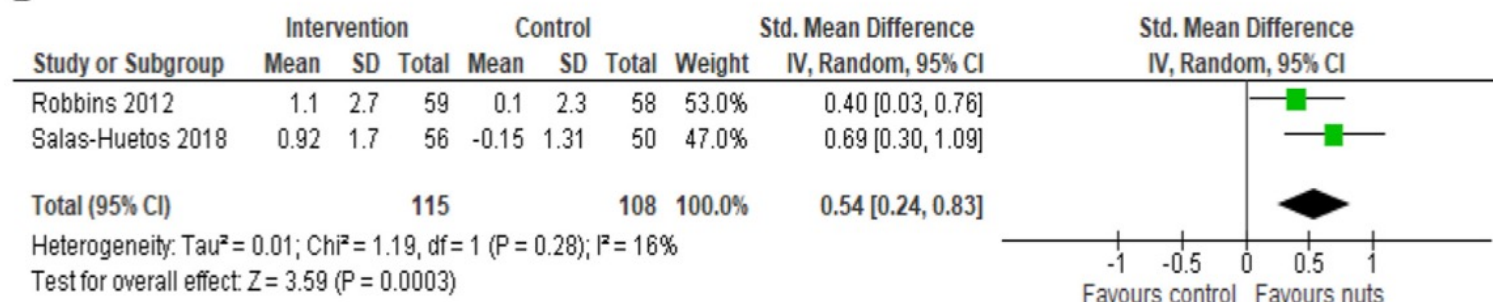 Intervention Control Std. Mean Difference Std. Mean Difference
Study or Subgroup Mean SD Total Mean SD Total Weight IV, Random, 95% CI IV, Random, 95% CI
Robbins 2012 1.1 2.7 59 0.1 2.3 58 53.0% 0.40 [0.03, 0.76]
Salas-Huetos 2018 0.92 1.7 56 -0.15 1.31 50 47.0% 0.69 [0.30, 1.09]
Total (95% CI) 115 108 100.0% 0.54 [0.24, 0.83]
Heterogeneity: Tau² = 0.01; Chi² = 1.19, df = 1 (P = 0.28); I² = 16%
Test for overall effect: Z = 3.59 (P = 0.0003)
-1 -0.5 0 0.5 1
Favours control Favours nuts